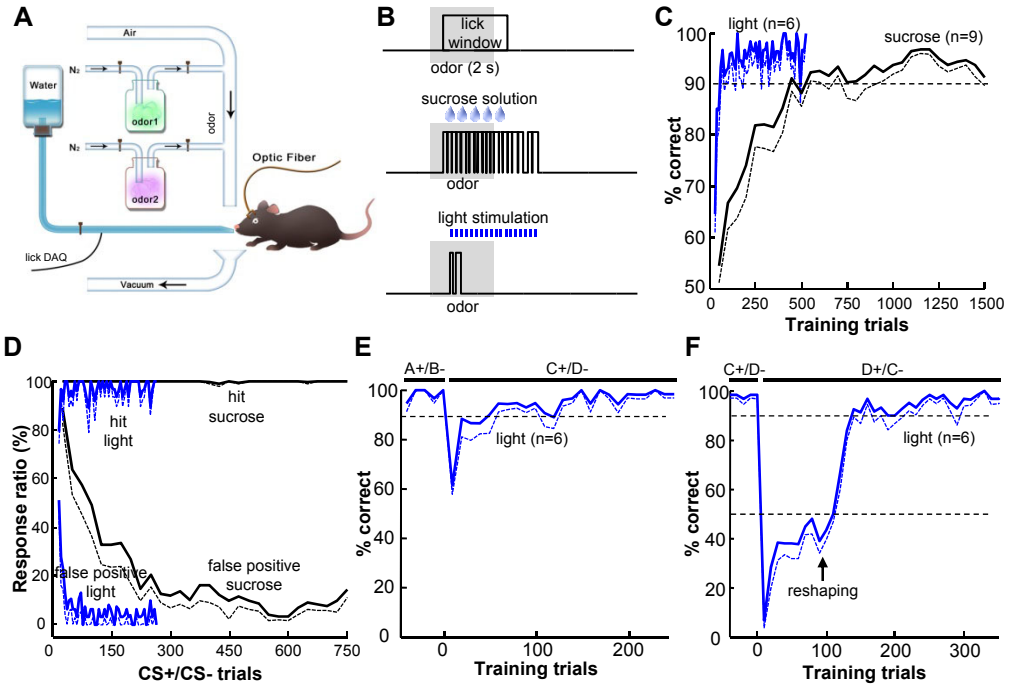 A
Air
N₂
Water
odor1
odor
N₂
Optic Fiber
odor2
lick DAQ
Vacuum
B
lick
window
odor (2 s)
sucrose solution
odor
light stimulation
C
light (n=6)
sucrose (n=9)
100
90
80
70
60
50
% correct
250
500
750
1000
1250
1500
Training trials
D
100
80
60
40
20
0
Response ratio (%)
hit
light
hit
sucrose
false positive
light
false positive
sucrose
0
150
300
450
600
750
CS+/CS- trials
E
A+/B-
C+/D-
100
80
60
40
20
0
% correct
light (n=6)
0
100
200
Training trials
F
C+/D-
D+/C-
100
80
60
40
20
0
% correct
light (n=6)
reshaping
0
100
200
300
Training trials